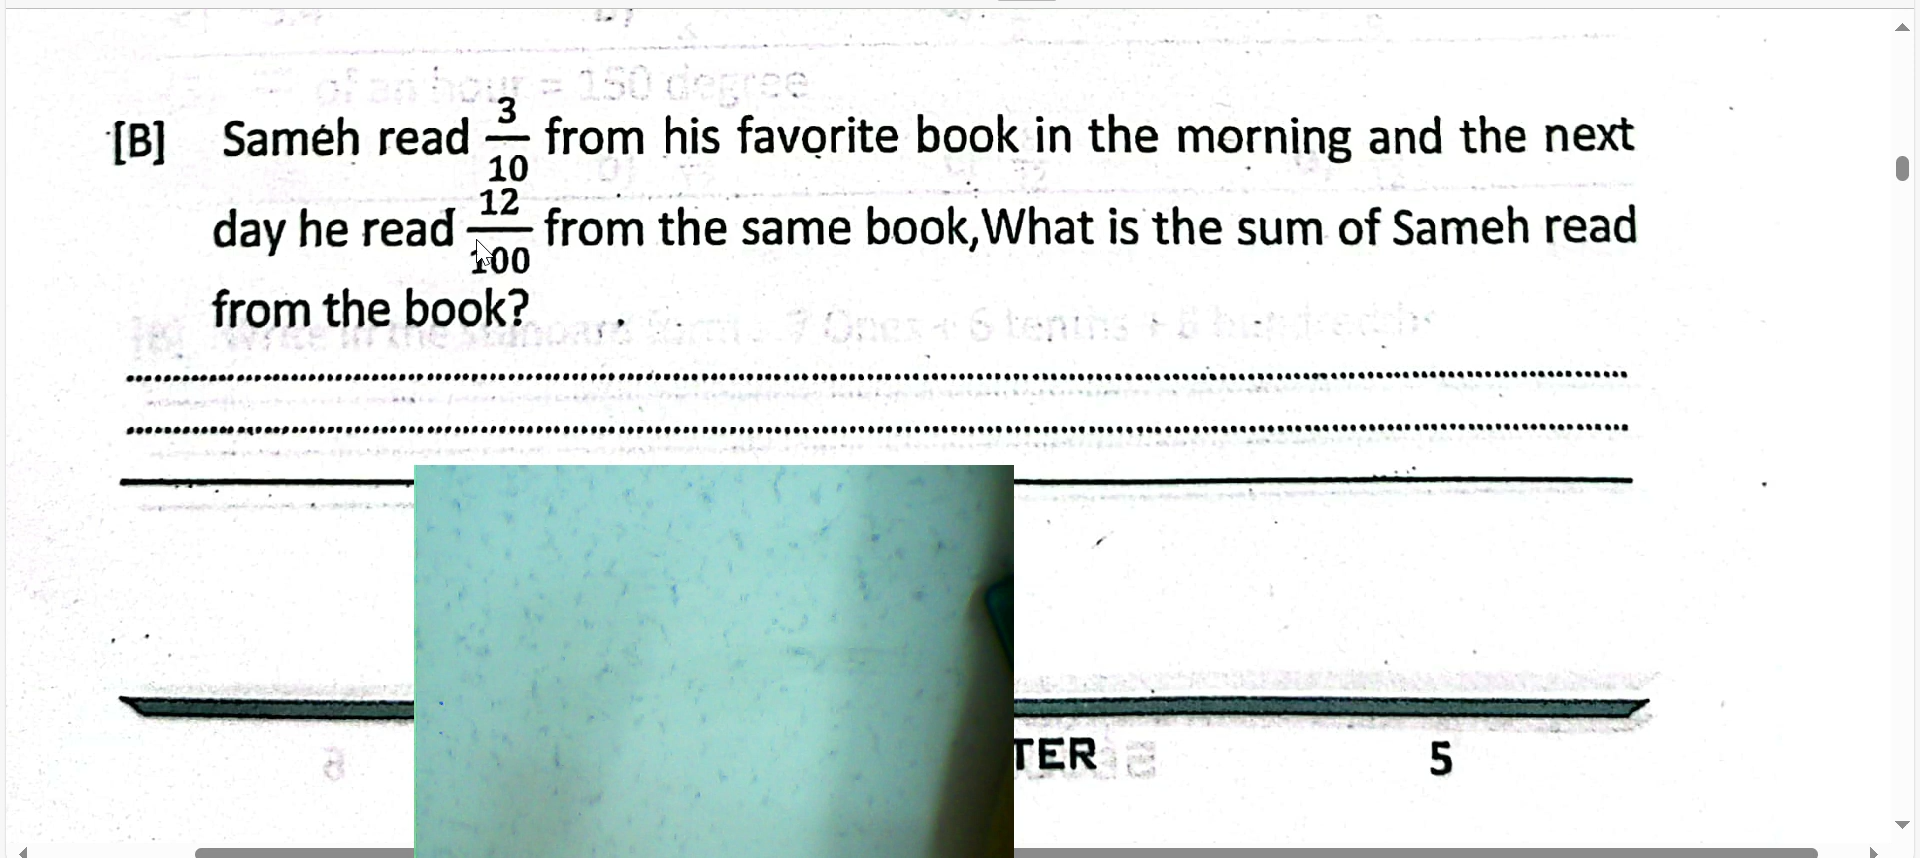 [B] Sameh read 3/10 from his favorite book in the morning and the next
day he read 12/100 from the same book,What is the sum of Sameh read
from the book?
TER 5